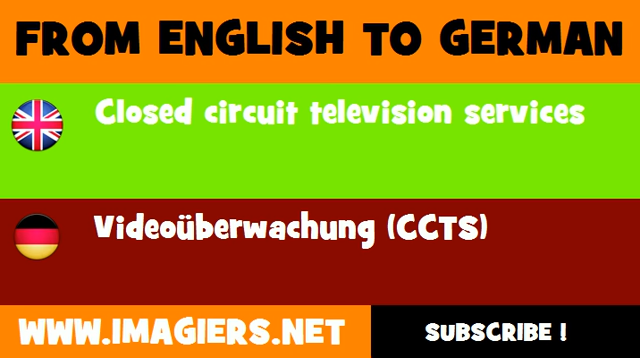 FROM ENGLISH TO GERMAN
Closed circuit television services
Videoüberwachung (CCTS)
WWW.IMAGIERS.NET
SUBSCRIBE !